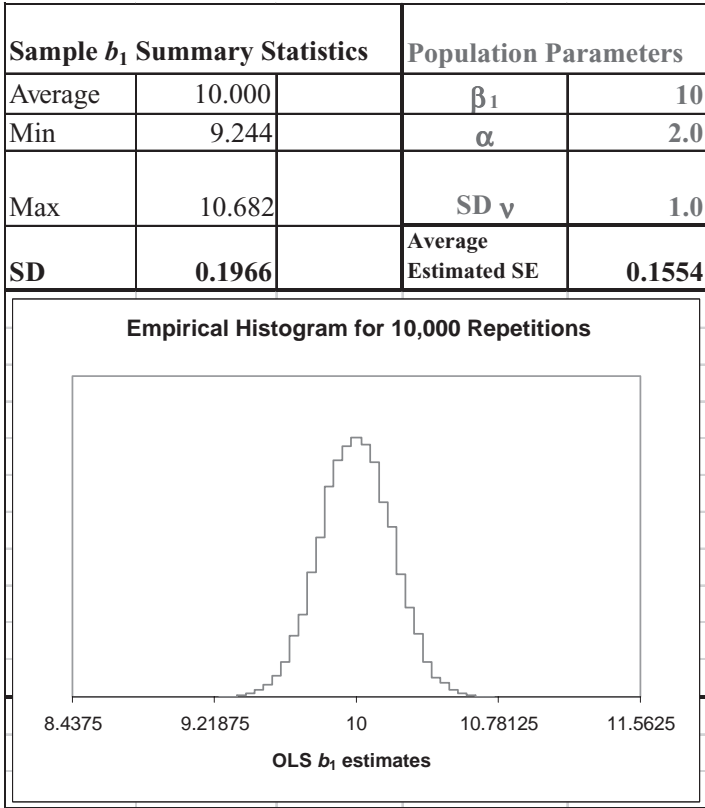 Sample b₁ Summary Statistics Population Parameters
Average 10.000 β₁ 10
Min 9.244 α 2.0
Max 10.682 SD ν 1.0
SD 0.1966 Average Estimated SE 0.1554
Empirical Histogram for 10,000 Repetitions
8.4375 9.21875 10 10.78125 11.5625
OLS b₁ estimates